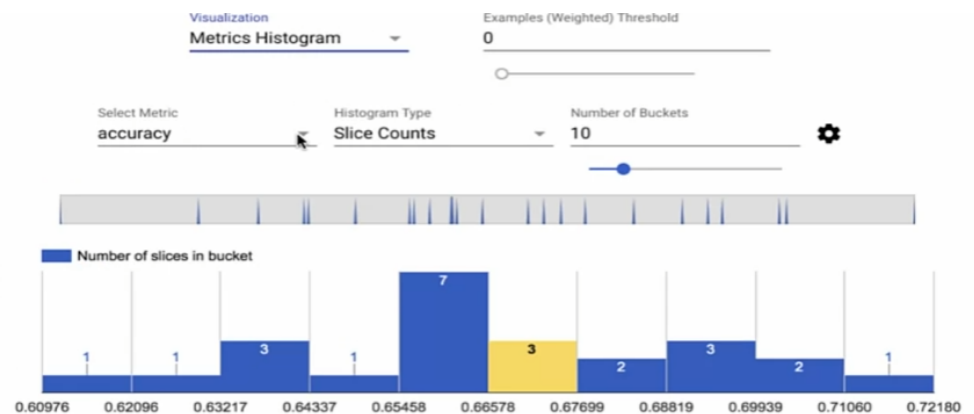 Visualization
Examples (Weighted) Threshold
Metrics Histogram
0
Select Metric
Histogram Type
Number of Buckets
accuracy
Slice Counts
10
Number of slices in bucket
7
3
3
3
2
2
1
1
1
1
0.60976 0.62096 0.63217 0.64337 0.65458 0.66578 0.67699 0.68819 0.69939 0.71060 0.72180